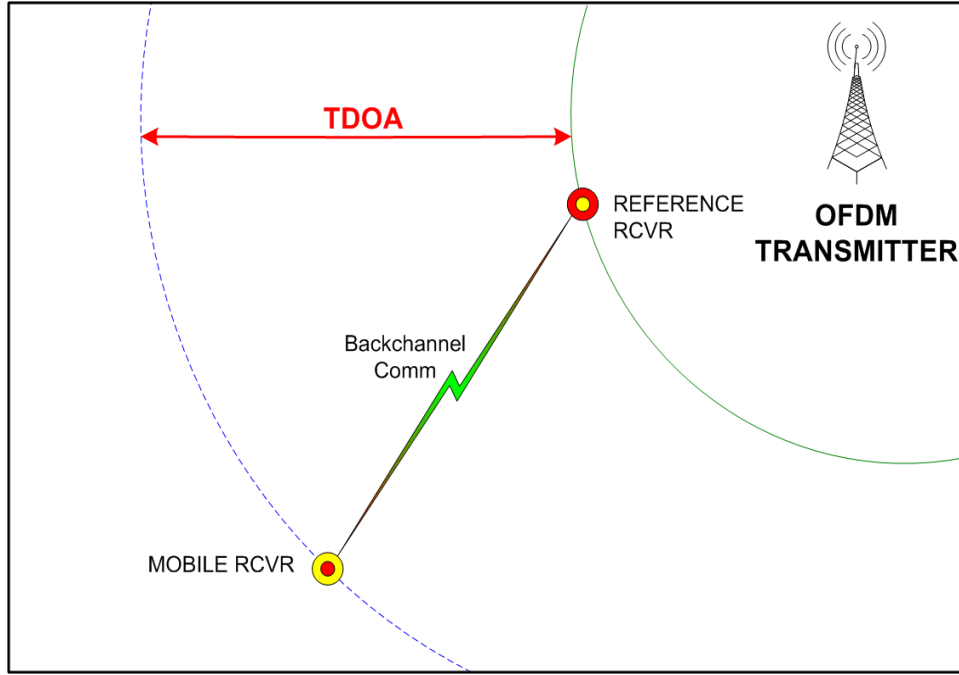 TDOA
REFERENCE
RCVR
OFDM
TRANSMITTER
Backchannel
Comm
MOBILE RCVR